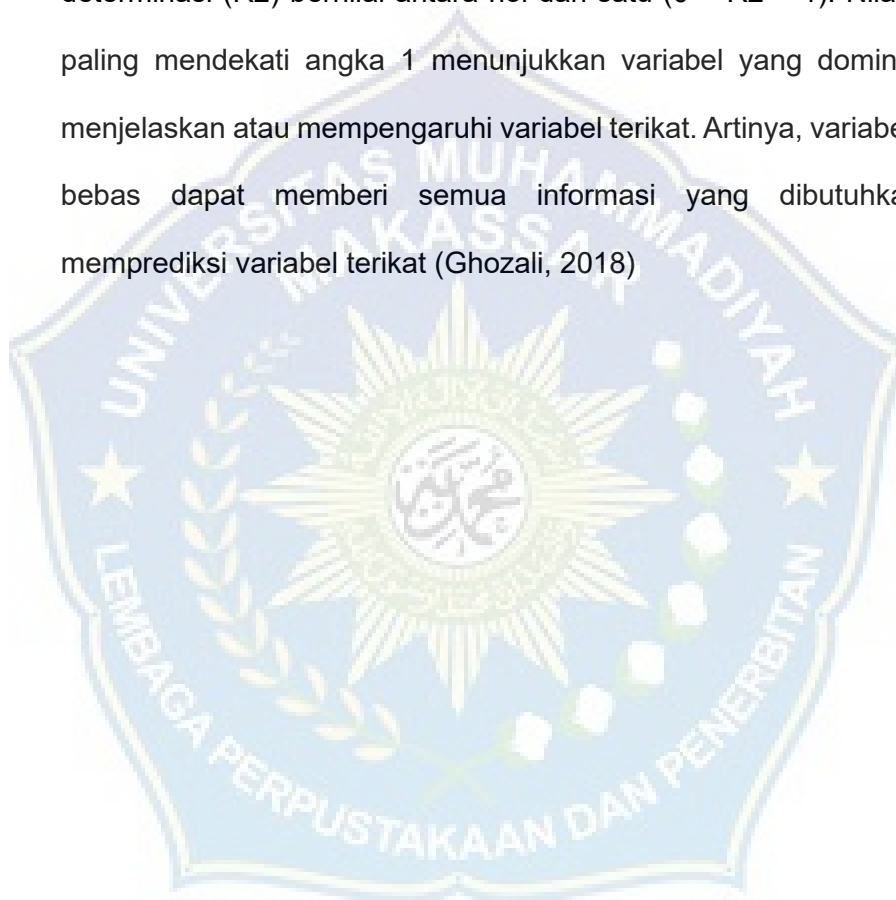 paling mendekati angka 1 menunjukkan variabel yang domin
menjelaskan atau mempengaruhi variabel terikat. Artinya, variabe
bebas dapat memberi semua informasi yang dibutuhka
memprediksi variabel terikat (Ghozali, 2018)
UNIVERSITAS MUHAMMADIYAH
MAKASSAR
محمدية
LEMBAGA PERPUSTAKAAN DAN PENERBITAN